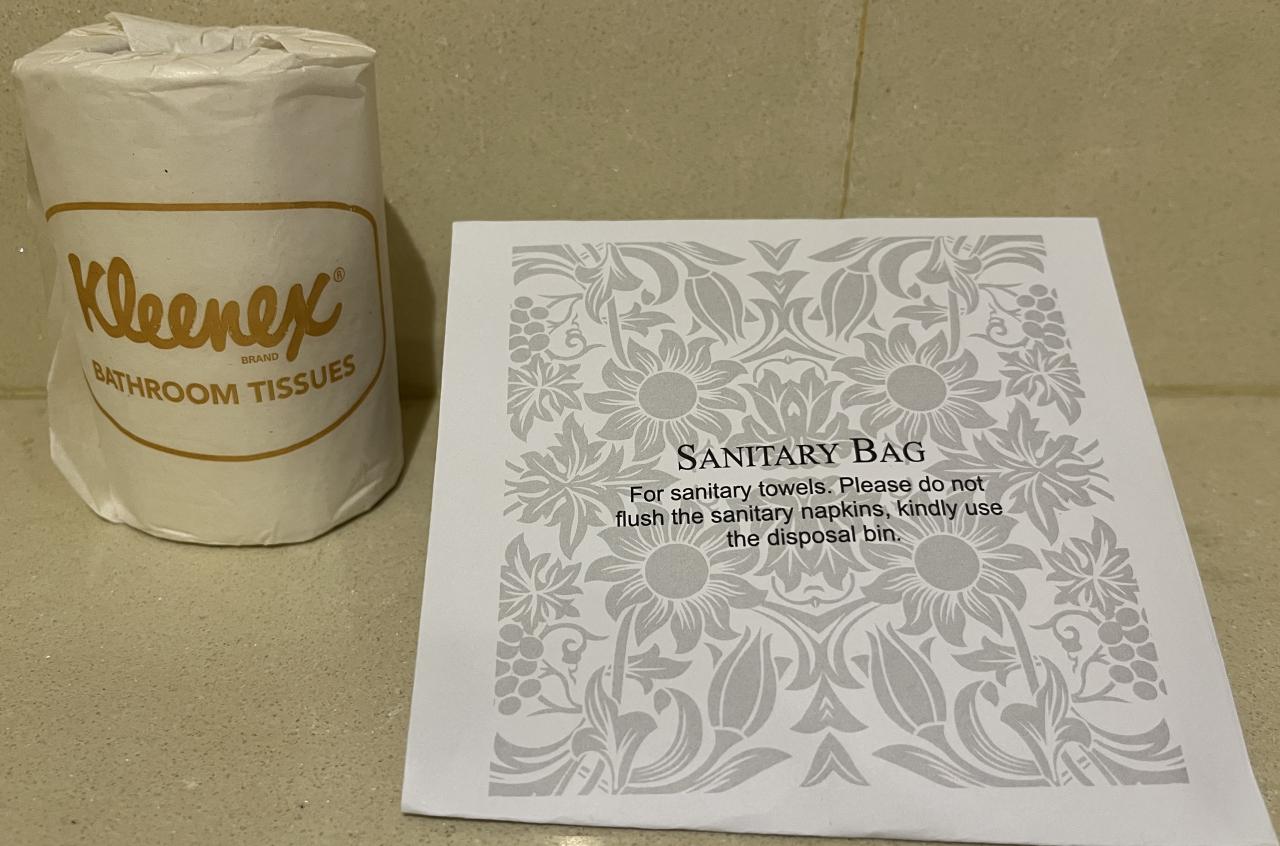 Kleenex®
BRAND
BATHROOM TISSUES
SANITARY BAG
For sanitary towels. Please do not
flush the sanitary napkins, kindly use
the disposal bin.